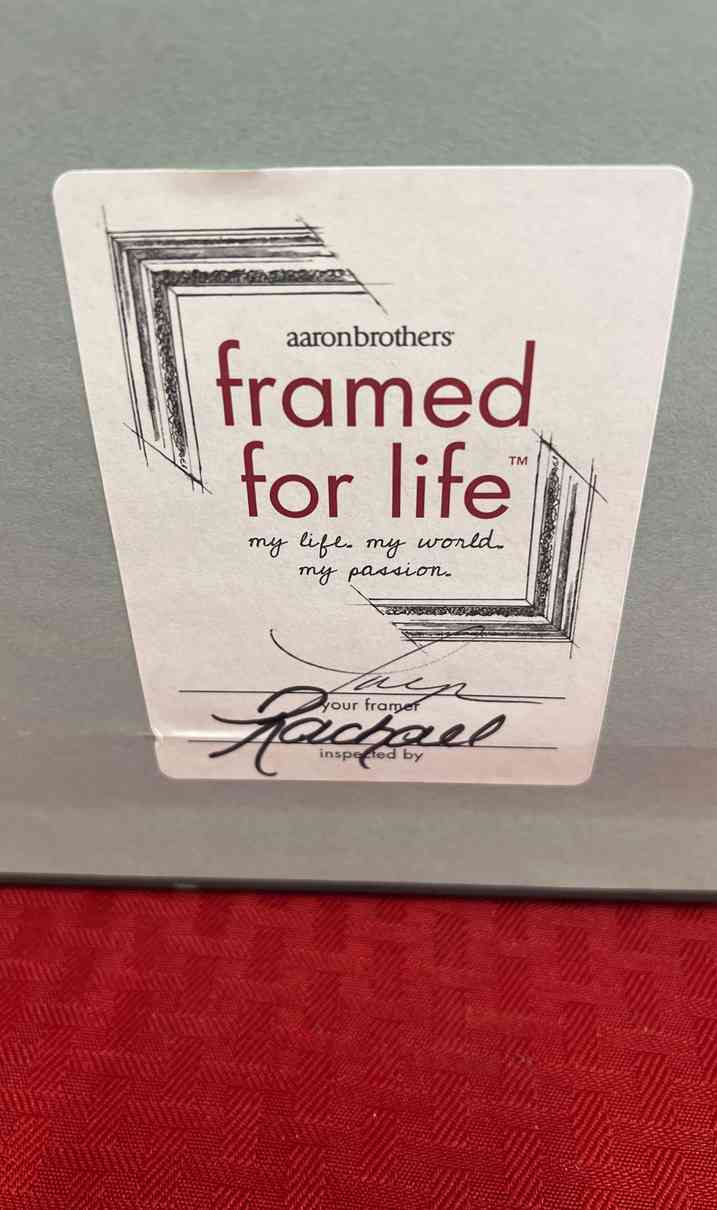 aaronbrothers
framed
for life™
my life. my world.
my passion.
your framer
Rachael
inspected by